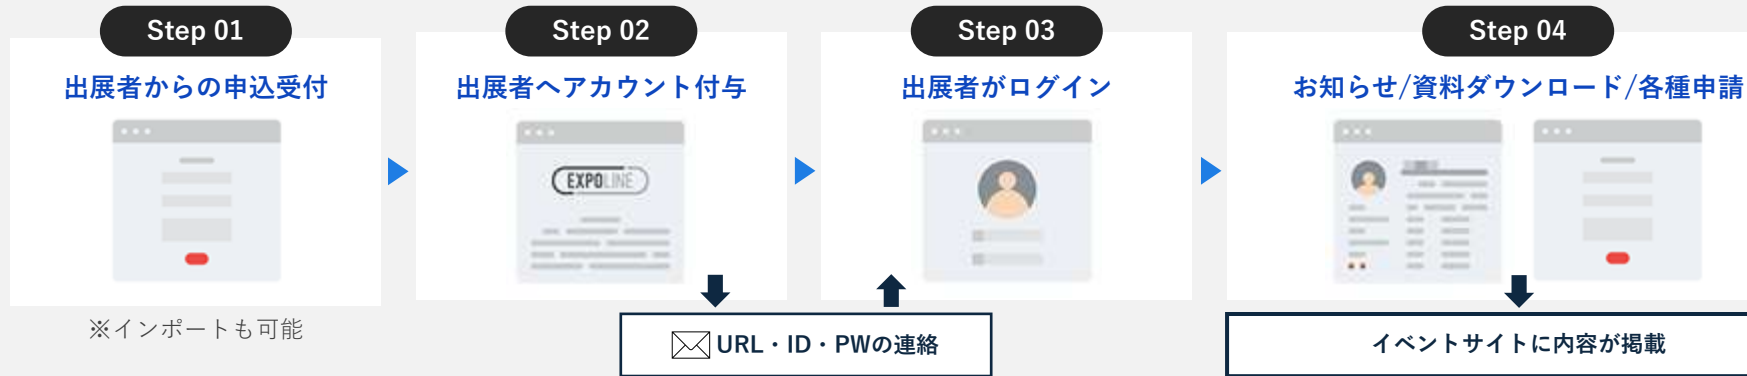 Step 01
出展者からの申込受付
※インポートも可能
Step 02
出展者へアカウント付与
EXPOLINE
Step 03
出展者がログイン
URL・ID・PWの連絡
Step 04
お知らせ/資料ダウンロード/各種申請
イベントサイトに内容が掲載